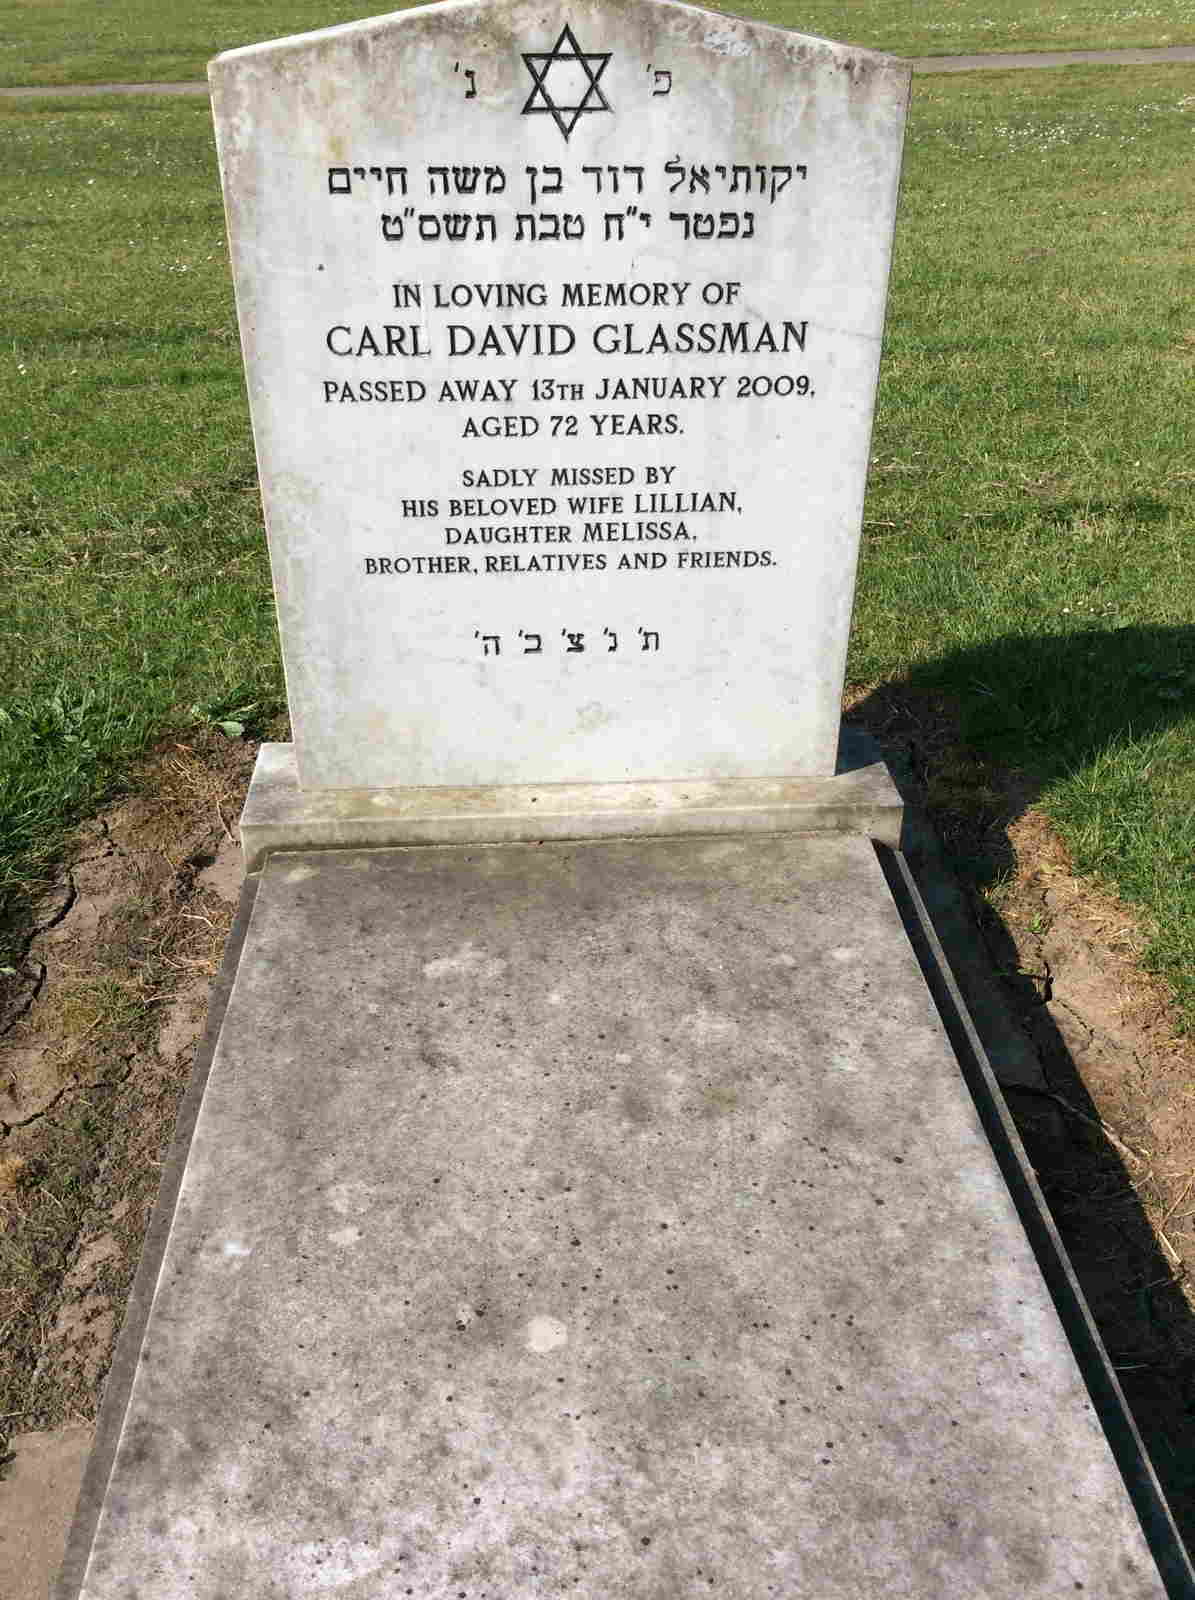 פ' נ'
יקותיאל דוד בן משה חיים
נפטר י"ח טבת תשס"ט
IN LOVING MEMORY OF
CARL DAVID GLASSMAN
PASSED AWAY 13TH JANUARY 2009,
AGED 72 YEARS.
SADLY MISSED BY
HIS BELOVED WIFE LILLIAN,
DAUGHTER MELISSA,
BROTHER, RELATIVES AND FRIENDS.
ת' נ' צ' ב' ה'